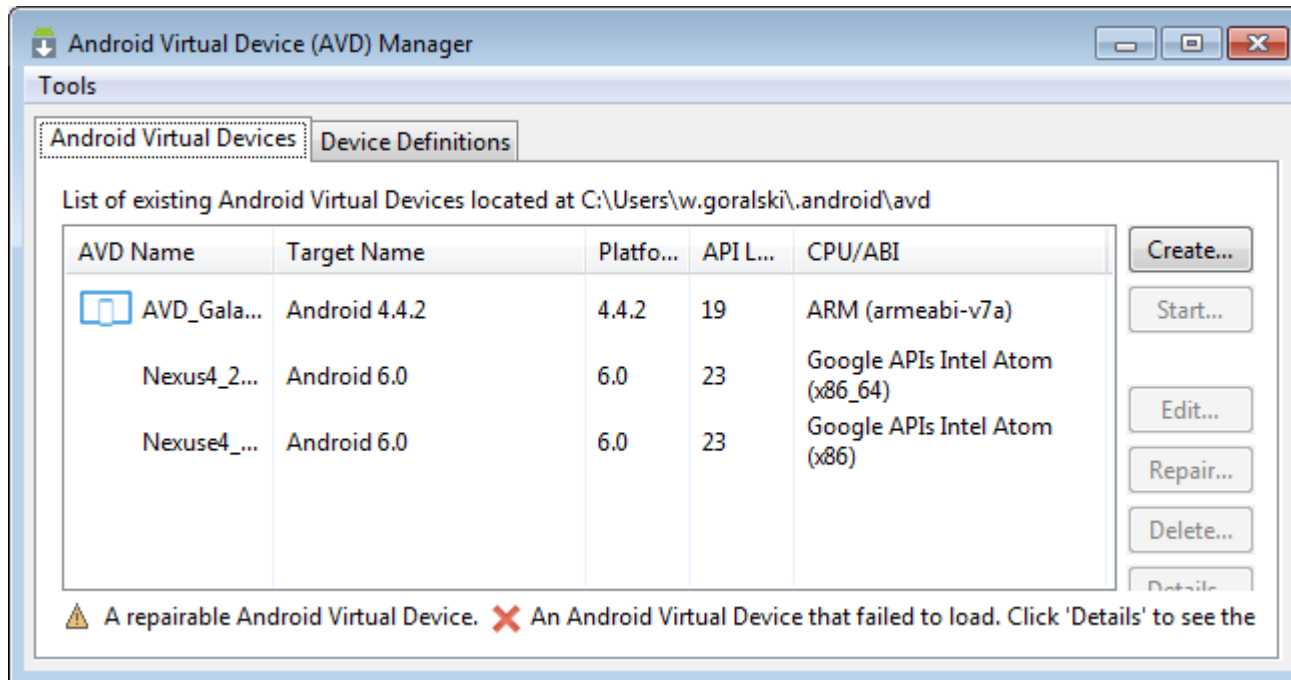 Android Virtual Device (AVD) Manager
Tools
Android Virtual Devices Device Definitions
List of existing Android Virtual Devices located at C:\Users\w.goralski\.android\avd
AVD Name Target Name Platfo... API L... CPU/ABI
Create...
AVD_Gala... Android 4.4.2 4.4.2 19 ARM (armeabi-v7a)
Start...
Nexus4_2... Android 6.0 6.0 23 Google APIs Intel Atom
(x86_64)
Edit...
Nexuse4_... Android 6.0 6.0 23 Google APIs Intel Atom
(x86)
Repair...
Delete...
Details...
A repairable Android Virtual Device. An Android Virtual Device that failed to load. Click 'Details' to see the